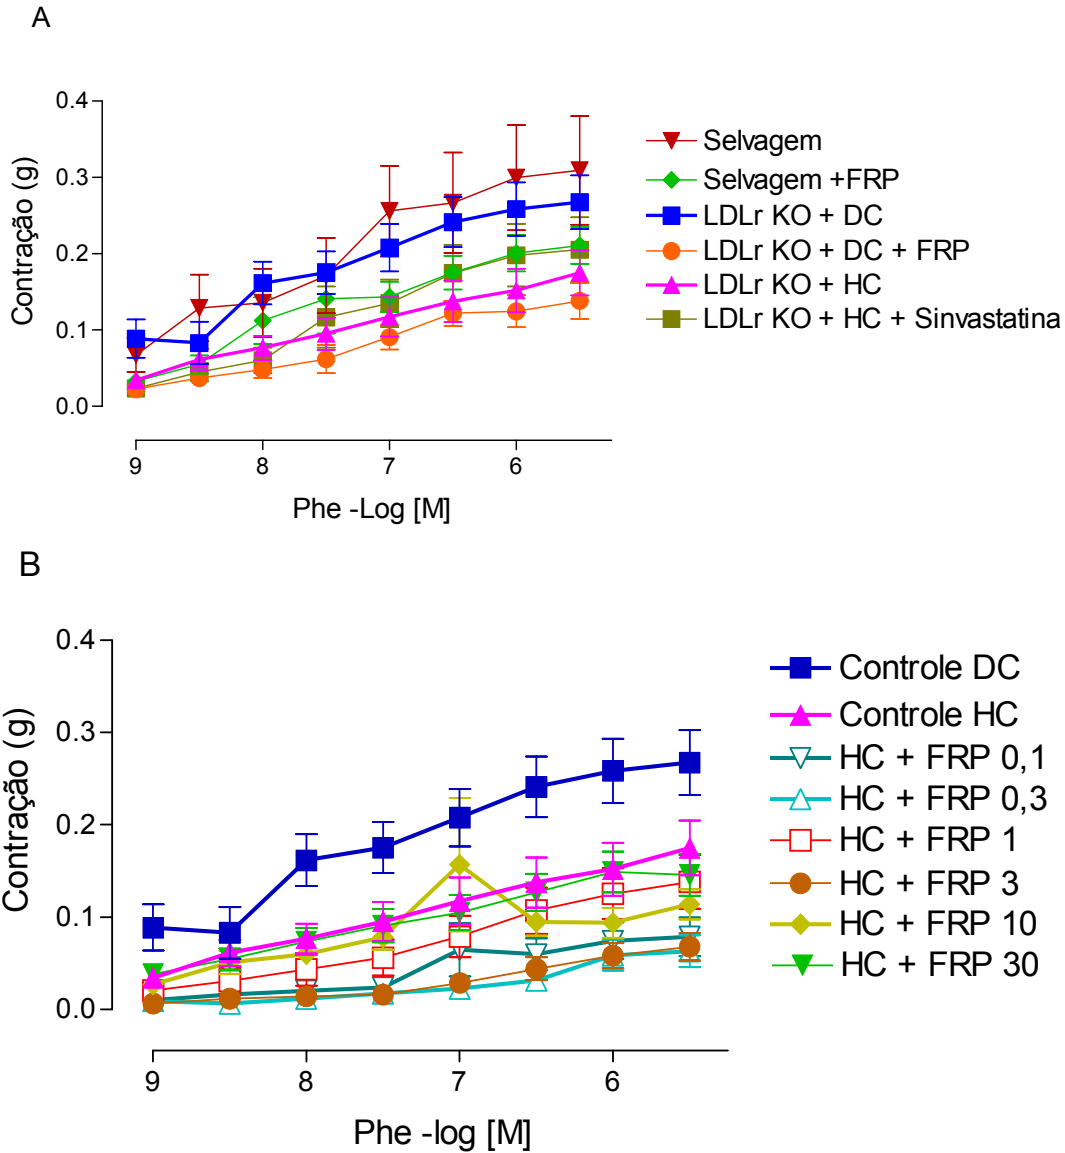 A
0.4
0.3
0.2
0.1
0.0
Contração (g)
9 8 7 6
Phe -Log [M]
Selvagem
Selvagem +FRP
LDLr KO + DC
LDLr KO + DC + FRP
LDLr KO + HC
LDLr KO + HC + Sinvastatina
B
0.4
0.3
0.2
0.1
0.0
Contração (g)
9 8 7 6
Phe -log [M]
Controle DC
Controle HC
HC + FRP 0,1
HC + FRP 0,3
HC + FRP 1
HC + FRP 3
HC + FRP 10
HC + FRP 30